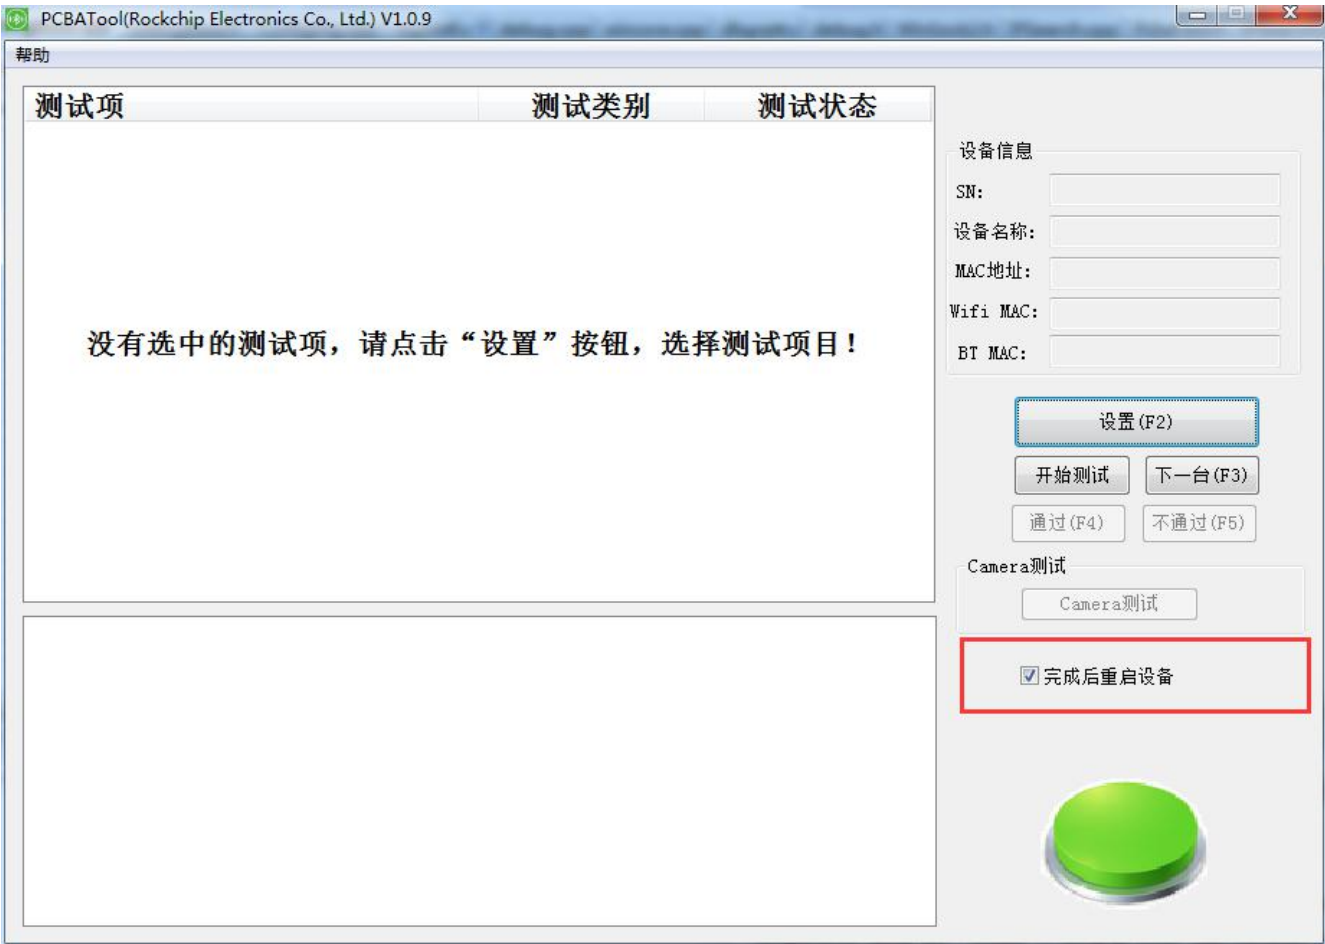 PCBATool(Rockchip Electronics Co., Ltd.) V1.0.9
帮助
测试项 测试类别 测试状态
没有选中的测试项，请点击“设置”按钮，选择测试项目！
设备信息
SN:
设备名称:
MAC地址:
Wifi MAC:
BT MAC:
设置(F2)
开始测试 下一台(F3)
通过(F4) 不通过(F5)
Camera测试
Camera测试
完成后重启设备